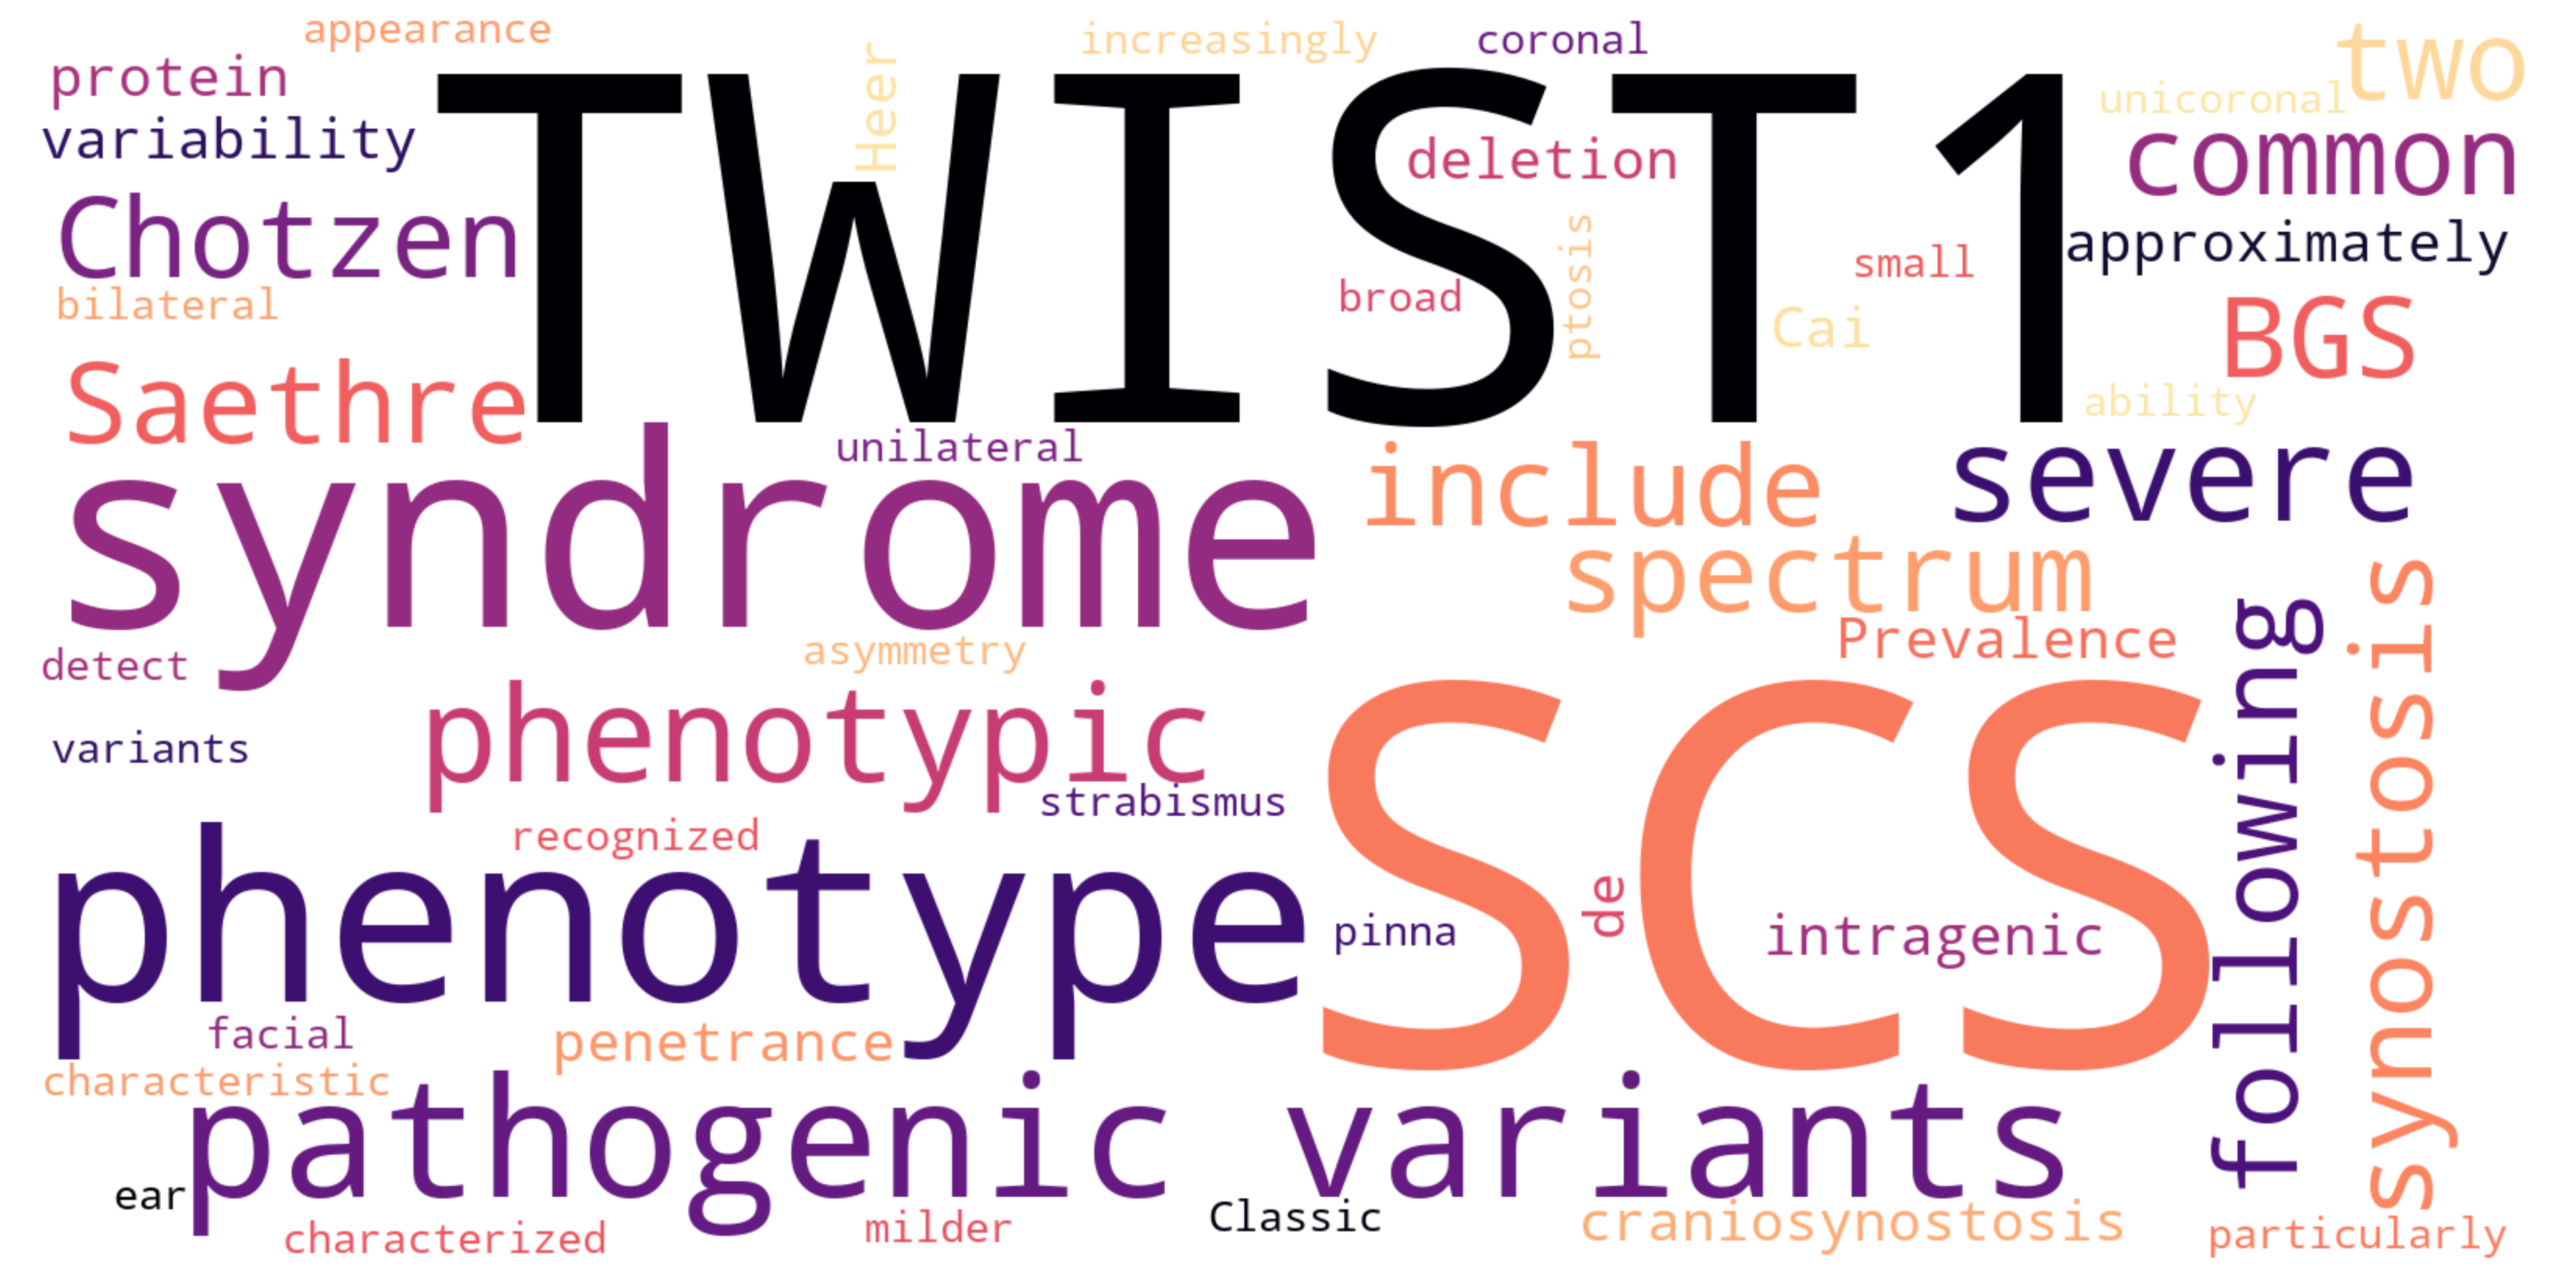 appearance
increasingly
coronal
two
protein
Heer
TWIST1
unicoronal
variability
deletion
common
Chotzen
ptosis
small
approximately
bilateral
broad
Cai
BGS
Saethre
ability
unilateral
syndrome
include
severe
spectrum
asymmetry
Prevalence
detect
following
synostosis
phenotypic
variants
strabismus
SCS
recognized
phenotype
pinna
de
intragenic
facial
penetrance
characteristic
pathogenic variants
ear
characterized
milder
Classic
craniosynostosis
particularly